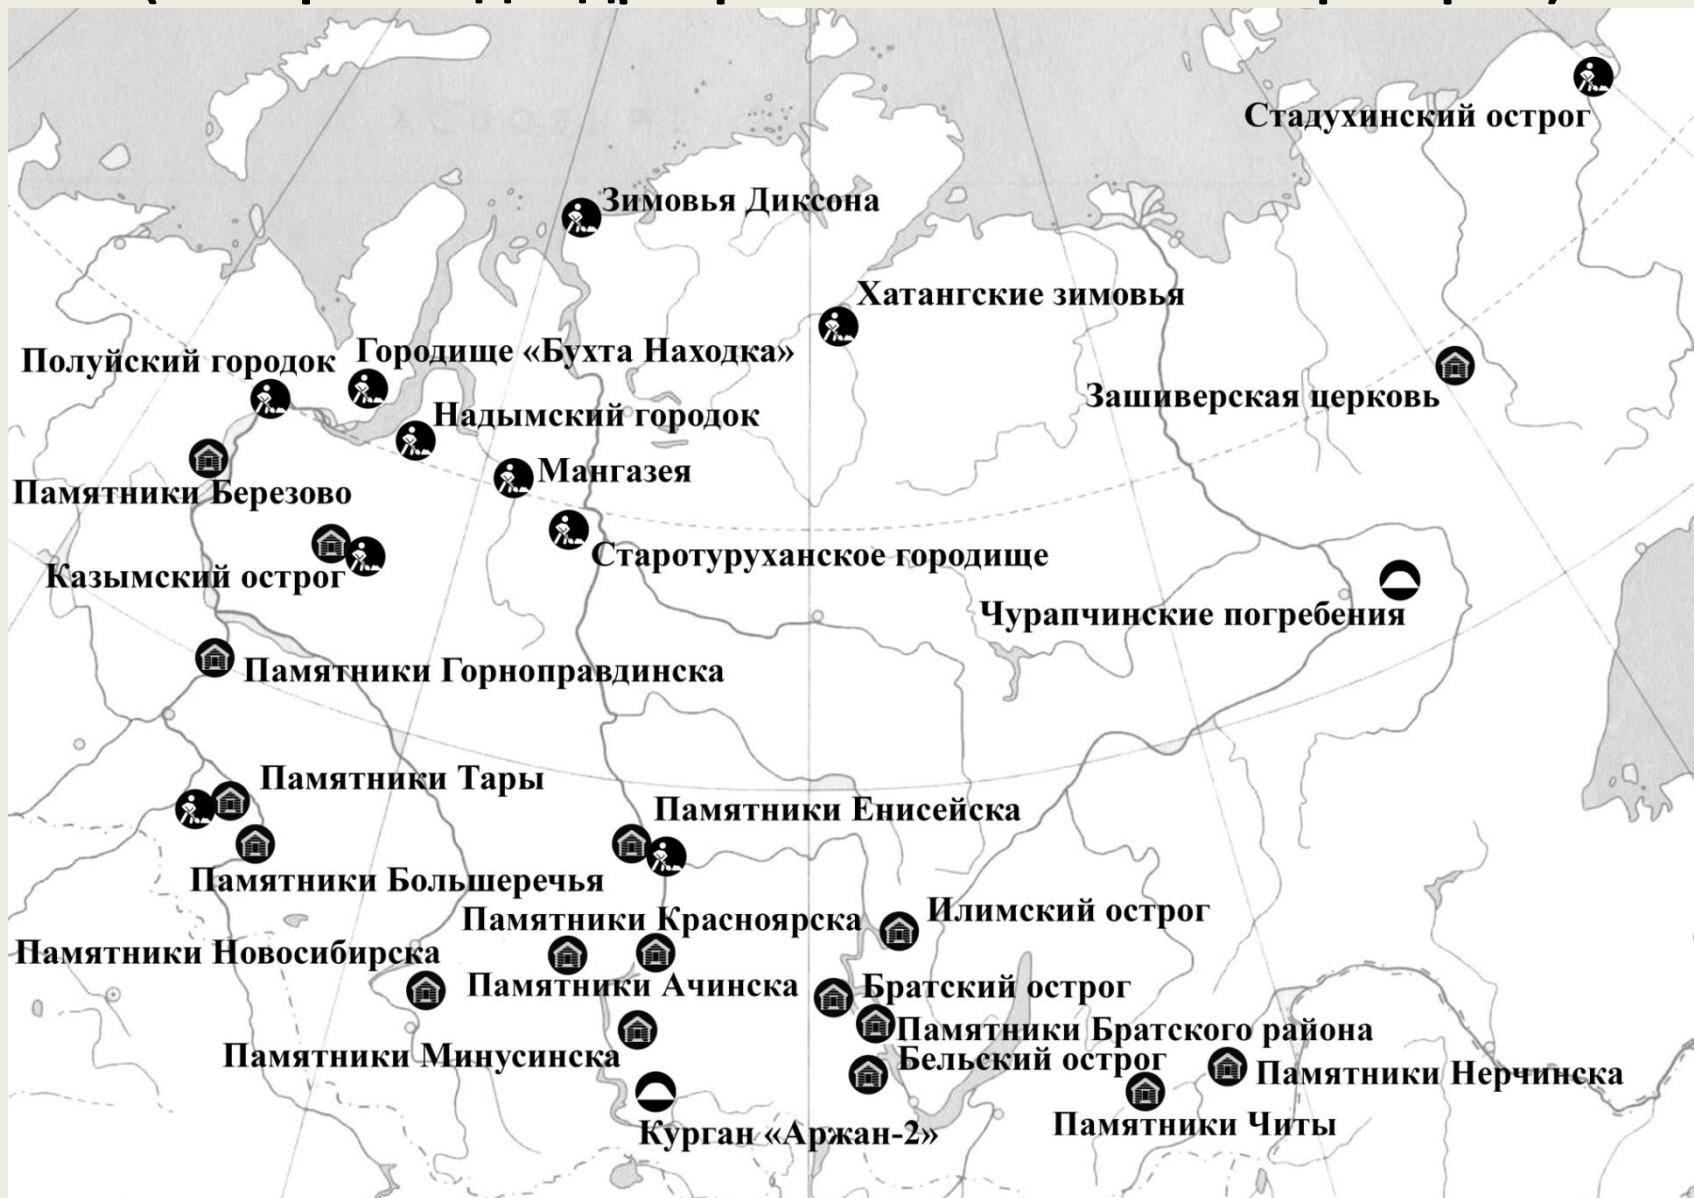 Стадухинский острог
Зимовья Диксона
Хатангские зимовья
Полуйский городок
Городище «Бухта Находка»
Зашиверская церковь
Надымский городок
Мангазея
Памятники Березово
Старотуруханское городище
Казымский острог
Чурапчинские погребения
Памятники Горноправдинска
Памятники Тары
Памятники Енисейска
Памятники Большеречья
Памятники Красноярска
Илимский острог
Памятники Новосибирска
Памятники Ачинска
Братский острог
Памятники Братского района
Памятники Минусинска
Бельский острог
Памятники Нерчинска
Памятники Читы
Курган «Аржан-2»